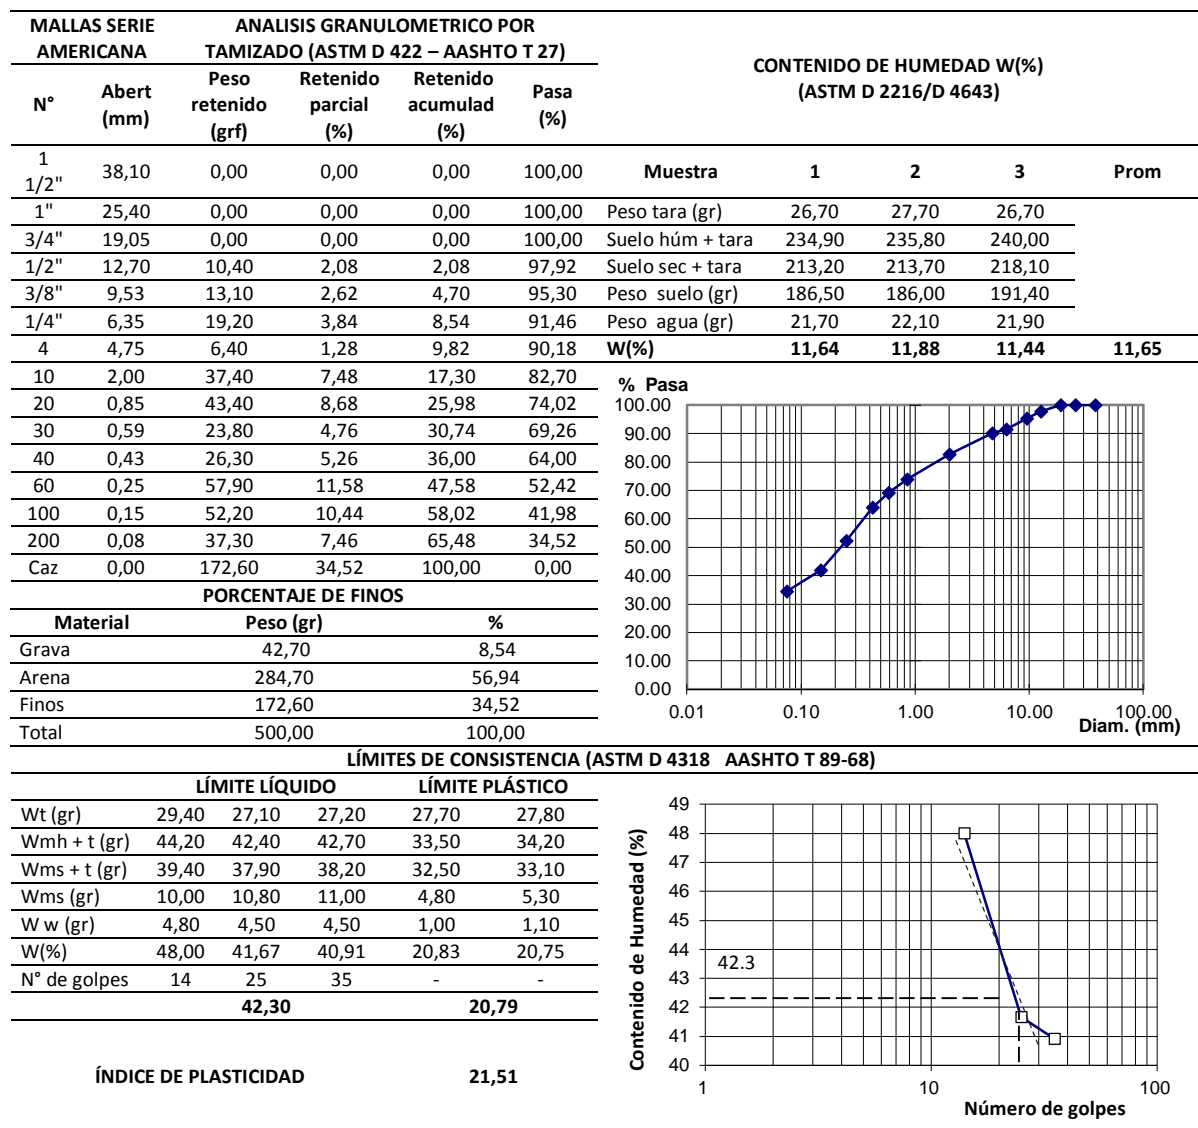 MALLAS SERIE AMERICANA
ANALISIS GRANULOMETRICO POR TAMIZADO (ASTM D 422 – AASHTO T 27)
CONTENIDO DE HUMEDAD W(%)
(ASTM D 2216/D 4643)
N° Abert (mm) Peso retenido (grf) Retenido parcial (%) Retenido acumulad (%) Pasa (%)
1 1/2" 38,10 0,00 0,00 0,00 100,00 Muestra 1 2 3 Prom
1" 25,40 0,00 0,00 0,00 100,00 Peso tara (gr) 26,70 27,70 26,70
3/4" 19,05 0,00 0,00 0,00 100,00 Suelo húm + tara 234,90 235,80 240,00
1/2" 12,70 10,40 2,08 2,08 97,92 Suelo sec + tara 213,20 213,70 218,10
3/8" 9,53 13,10 2,62 4,70 95,30 Peso suelo (gr) 186,50 186,00 191,40
1/4" 6,35 19,20 3,84 8,54 91,46 Peso agua (gr) 21,70 22,10 21,90
4 4,75 6,40 1,28 9,82 90,18 W(%) 11,64 11,88 11,44 11,65
10 2,00 37,40 7,48 17,30 82,70
20 0,85 43,40 8,68 25,98 74,02
30 0,59 23,80 4,76 30,74 69,26
40 0,43 26,30 5,26 36,00 64,00
60 0,25 57,90 11,58 47,58 52,42
100 0,15 52,20 10,44 58,02 41,98
200 0,08 37,30 7,46 65,48 34,52
Caz 0,00 172,60 34,52 100,00 0,00
% Pasa
100.00
90.00
80.00
70.00
60.00
50.00
40.00
30.00
20.00
10.00
0.00
0.01 0.10 1.00 10.00 100.00
Diam. (mm)
PORCENTAJE DE FINOS
Material Peso (gr) %
Grava 42,70 8,54
Arena 284,70 56,94
Finos 172,60 34,52
Total 500,00 100,00
LÍMITES DE CONSISTENCIA (ASTM D 4318 AASHTO T 89-68)
LÍMITE LÍQUIDO LÍMITE PLÁSTICO
Wt (gr) 29,40 27,10 27,20 27,70 27,80
Wmh + t (gr) 44,20 42,40 42,70 33,50 34,20
Wms + t (gr) 39,40 37,90 38,20 32,50 33,10
Wms (gr) 10,00 10,80 11,00 4,80 5,30
W w (gr) 4,80 4,50 4,50 1,00 1,10
W(%) 48,00 41,67 40,91 20,83 20,75
N° de golpes 14 25 35 - -
42,30 20,79
ÍNDICE DE PLASTICIDAD 21,51
Contenido de Humedad (%)
49
48
47
46
45
44
43
42
41
40
42.3
1 10 100
Número de golpes